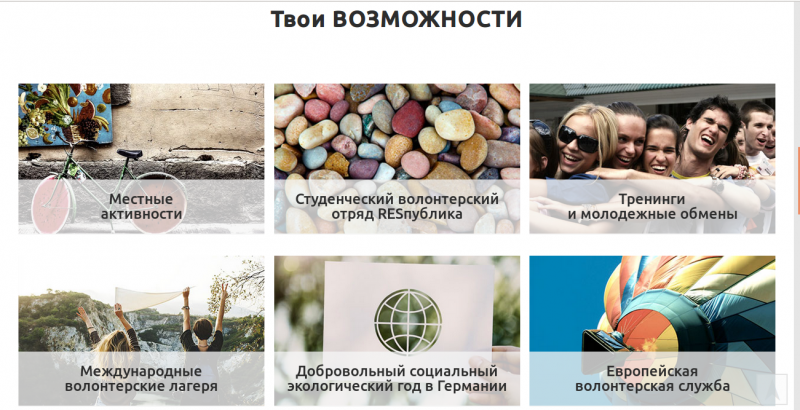 Твои ВОЗМОЖНОСТИ
Местные
активности
Студенческий волонтерский
отряд RESпублика
Тренинги
и молодежные обмены
Международные
волонтерские лагеря
Добровольный социальный
экологический год в Германии
Европейская
волонтерская служба